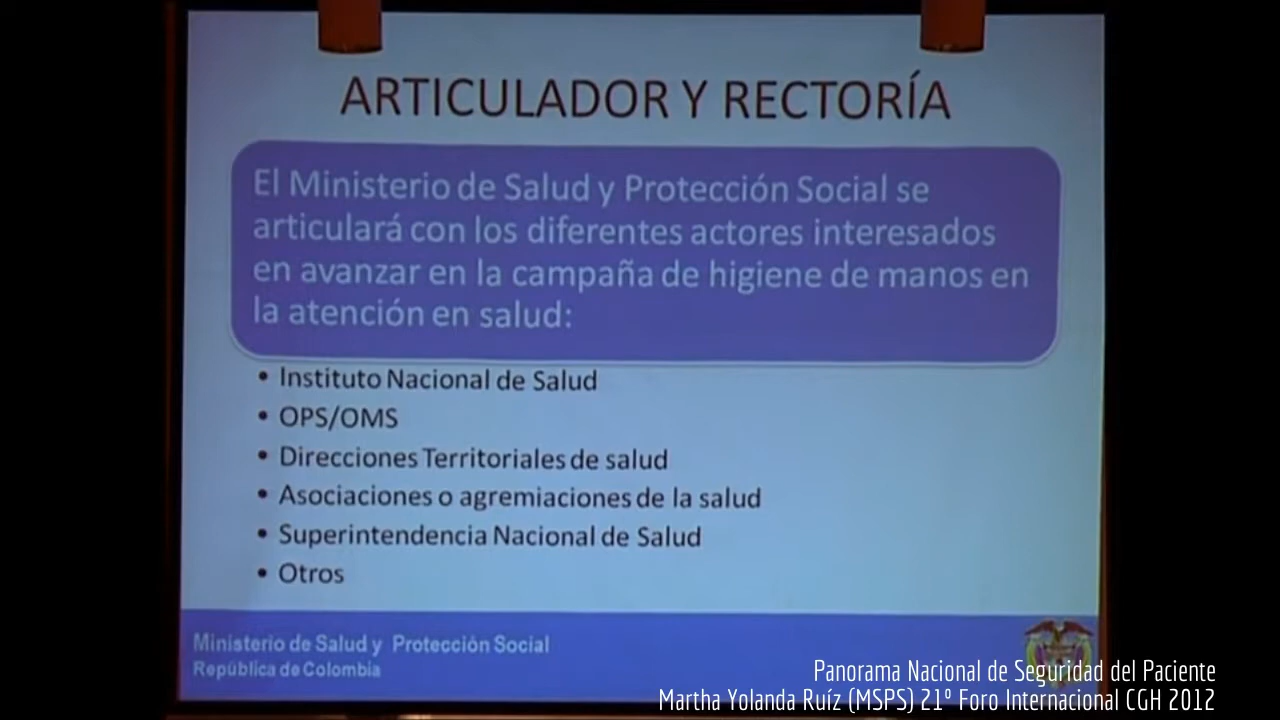 ARTICULADOR Y RECTORÍA
El Ministerio de Salud y Protección Social se
articulará con los diferentes actores interesados
en avanzar en la campaña de higiene de manos en
la atención en salud:
• Instituto Nacional de Salud
• OPS/OMS
• Direcciones Territoriales de salud
• Asociaciones o agremiaciones de la salud
• Superintendencia Nacional de Salud
• Otros
Ministerio de Salud y Protección Social
República de Colombia
Panorama Nacional de Seguridad del Paciente
Martha Yolanda Ruíz (MSPS) 21º Foro Internacional CGH 2012